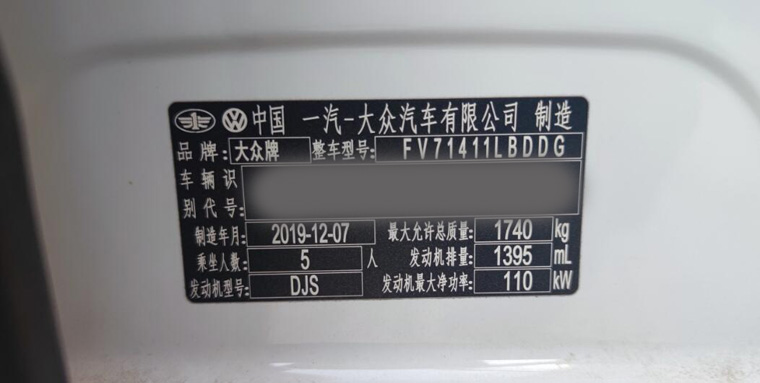 中国 一汽-大众汽车有限公司 制造
品牌: 大众牌 整车型号: FV71411LBDDG
车辆识
别代号:
制造年月: 2019-12-07 最大允许总质量: 1740 kg
乘坐人数: 5 人 发动机排量: 1395 mL
发动机型号: DJS 发动机最大净功率: 110 kW